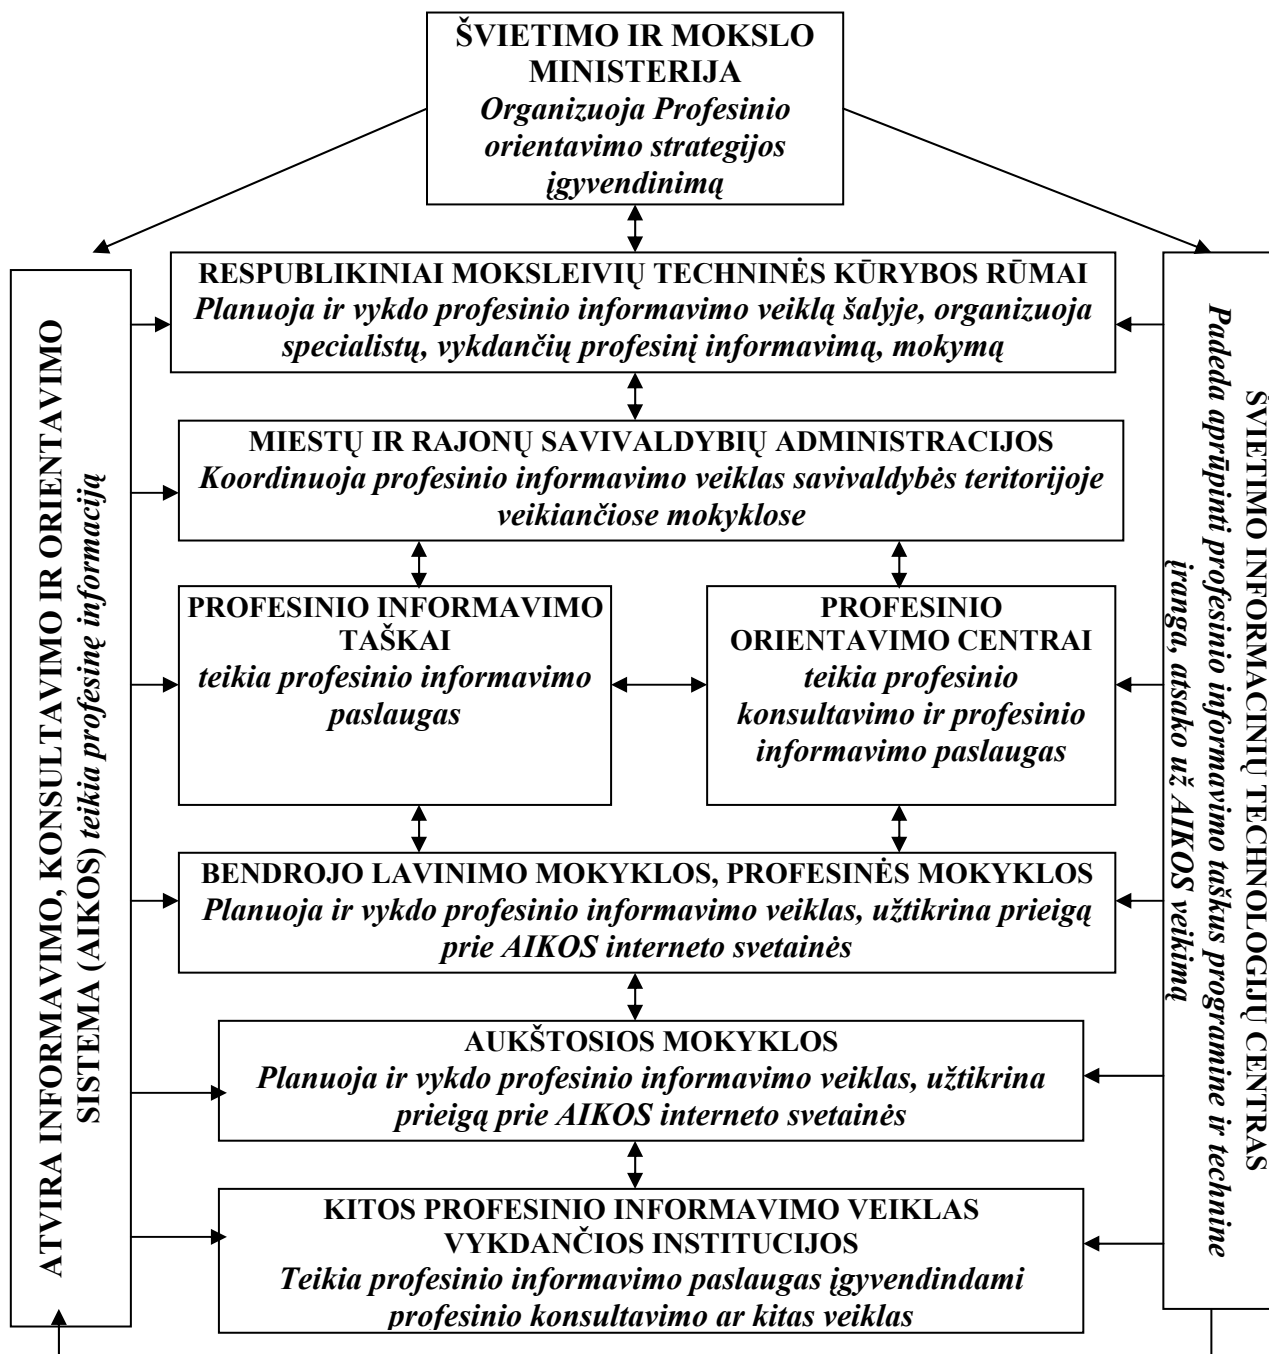 ŠVIETIMO IR MOKSLO
MINISTERIJA
Organizuoja Profesinio
orientavimo strategijos
įgyvendinimą
RESPUBLIKINIAI MOKSLEIVIŲ TECHNINĖS KŪRYBOS RŪMAI
Planuoja ir vykdo profesinio informavimo veiklą šalyje, organizuoja
specialistų, vykdančių profesinį informavimą, mokymą
MIESTŲ IR RAJONŲ SAVIVALDYBIŲ ADMINISTRACIJOS
Koordinuoja profesinio informavimo veiklas savivaldybės teritorijoje
veikiančiose mokyklose
PROFESINIO INFORMAVIMO
TAŠKAI
teikia profesinio informavimo
paslaugas
PROFESINIO
ORIENTAVIMO CENTRAI
teikia profesinio
konsultavimo ir profesinio
informavimo paslaugas
BENDROJO LAVINIMO MOKYKLOS, PROFESINĖS MOKYKLOS
Planuoja ir vykdo profesinio informavimo veiklas, užtikrina prieigą
prie AIKOS interneto svetainės
AUKŠTOSIOS MOKYKLOS
Planuoja ir vykdo profesinio informavimo veiklas, užtikrina
prieigą prie AIKOS interneto svetainės
KITOS PROFESINIO INFORMAVIMO VEIKLAS
VYKDANČIOS INSTITUCIJOS
Teikia profesinio informavimo paslaugas įgyvendindami
profesinio konsultavimo ar kitas veiklas
ATVIRA INFORMAVIMO, KONSULTAVIMO IR ORIENTAVIMO
SISTEMA (AIKOS) teikia profesinę informaciją
ŠVIETIMO INFORMACINIŲ TECHNOLOGIJŲ CENTRAS
Padeda aprūpinti profesinio informavimo taškus programine ir technine
įranga, atsako už AIKOS veikimą